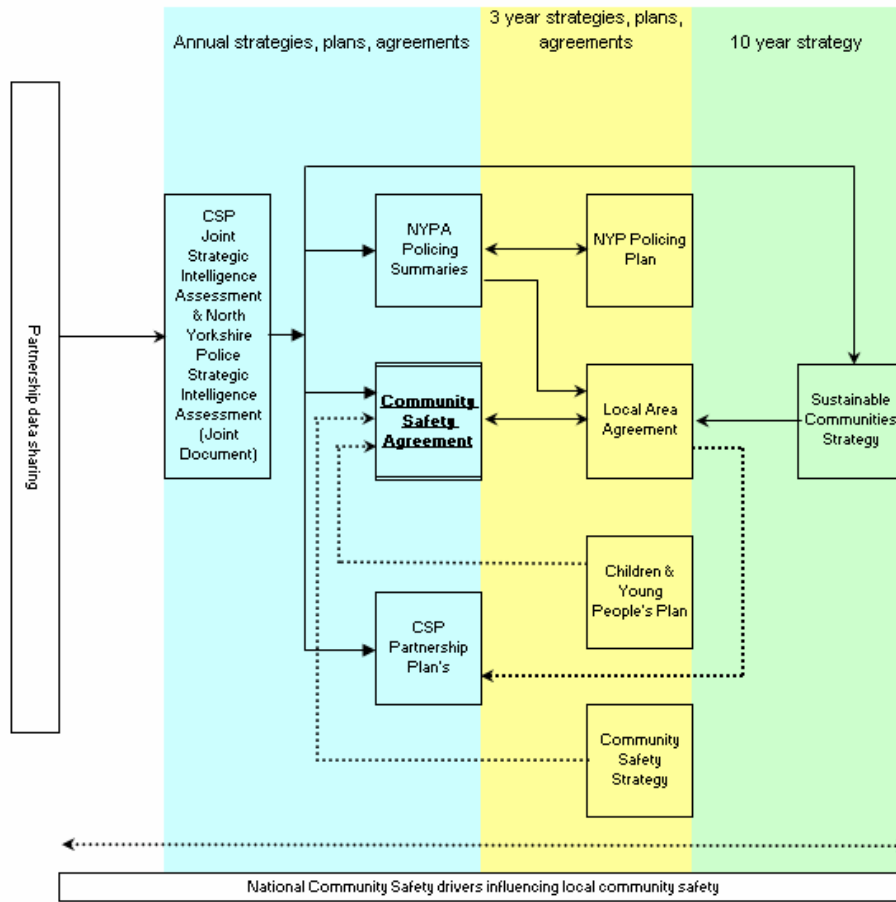 Annual strategies, plans, agreements
3 year strategies, plans,
agreements
10 year strategy
Partnership data sharing
CSP
Joint
Strategic
Intelligence
Assessment
& North
Yorkshire
Police
Strategic
Intelligence
Assessment
(Joint
Document)
NYPA
Policing
Summaries
NYP Policing
Plan
Community
Safety
Agreement
Local Area
Agreement
Sustainable
Communities
Strategy
Children &
Young
People's Plan
CSP
Partnership
Plan's
Community
Safety
Strategy
National Community Safety drivers influencing local community safety